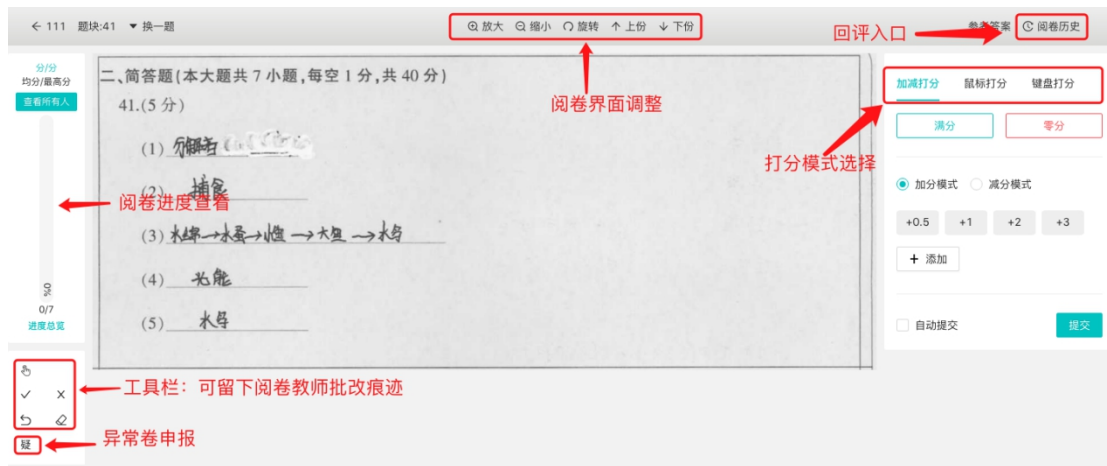 ← 111 题块:41 ▼ 换一题
放大 缩小 旋转 ↑ 上份 ↓ 下份
回评入口
参考答案 阅卷历史
分/分
均分/最高分
查看所有人
二、简答题(本大题共 7 小题,每空 1 分,共 40 分)
41.(5 分)
(1) 分解者
(2) 捕食
(3) 水绵→水蚤→小鱼→大鱼→水鸟
(4) 光能
(5) 水鸟
阅卷界面调整
阅卷进度查看
0%
0/7
进度总览
加减打分 鼠标打分 键盘打分
满分 零分
打分模式选择
加分模式 减分模式
+0.5 +1 +2 +3
+ 添加
自动提交 提交
工具栏：可留下阅卷教师批改痕迹
疑
异常卷申报